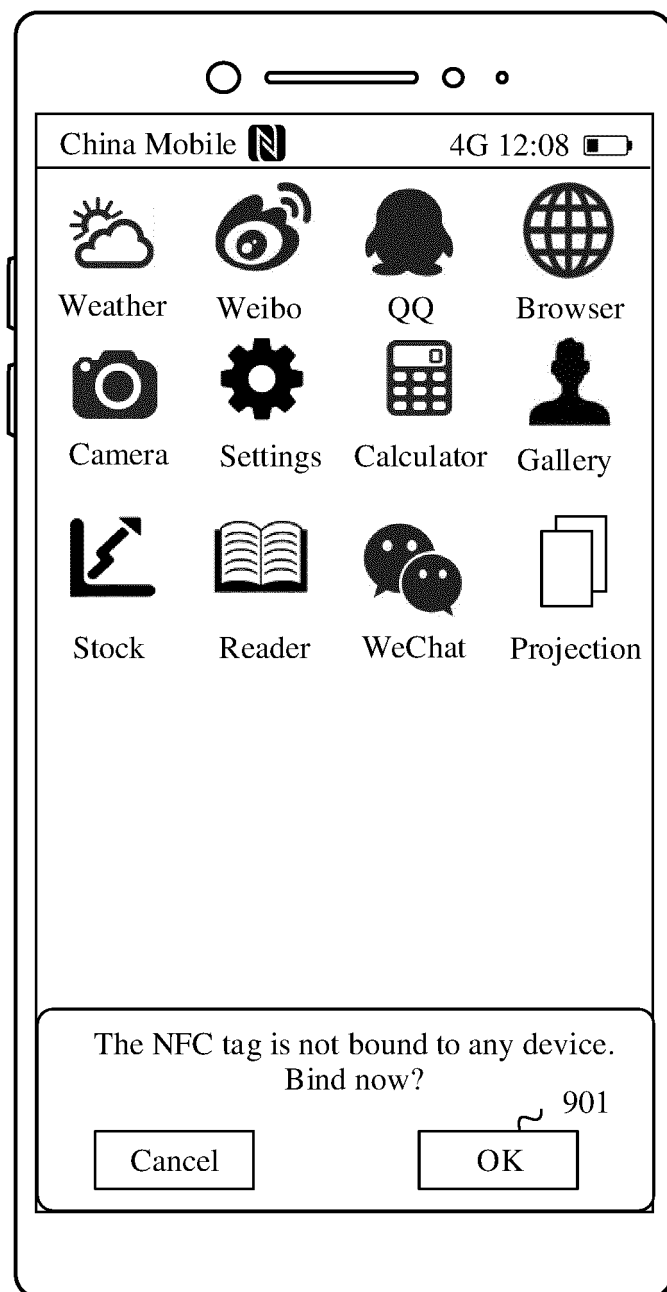 China Mobile 4G 12:08
Weather Weibo QQ Browser
Camera Settings Calculator Gallery
Stock Reader WeChat Projection
The NFC tag is not bound to any device.
Bind now?
901
Cancel OK